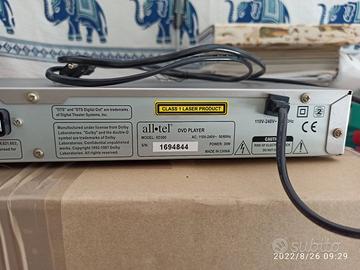 "DTS" and "DTS Digital Out" are trademarks
of Digital Theater Systems, Inc.
CLASS 1 LASER PRODUCT
Manufactured under license from Dolby
Laboratories. "Dolby" and the double-D
symbol are trademarks of Dolby
Laboratories. Confidential Unpublished
Works. Copyright 1992-1997 Dolby
Laboratories. All rights reserved.
all-tel DVD PLAYER
AC: 110V-240V~ 50/60Hz
POWER: 20W
S/N: 1694844
MADE IN CHINA
110V-240V~
CAUTION
subito
2022/8/26 09:29